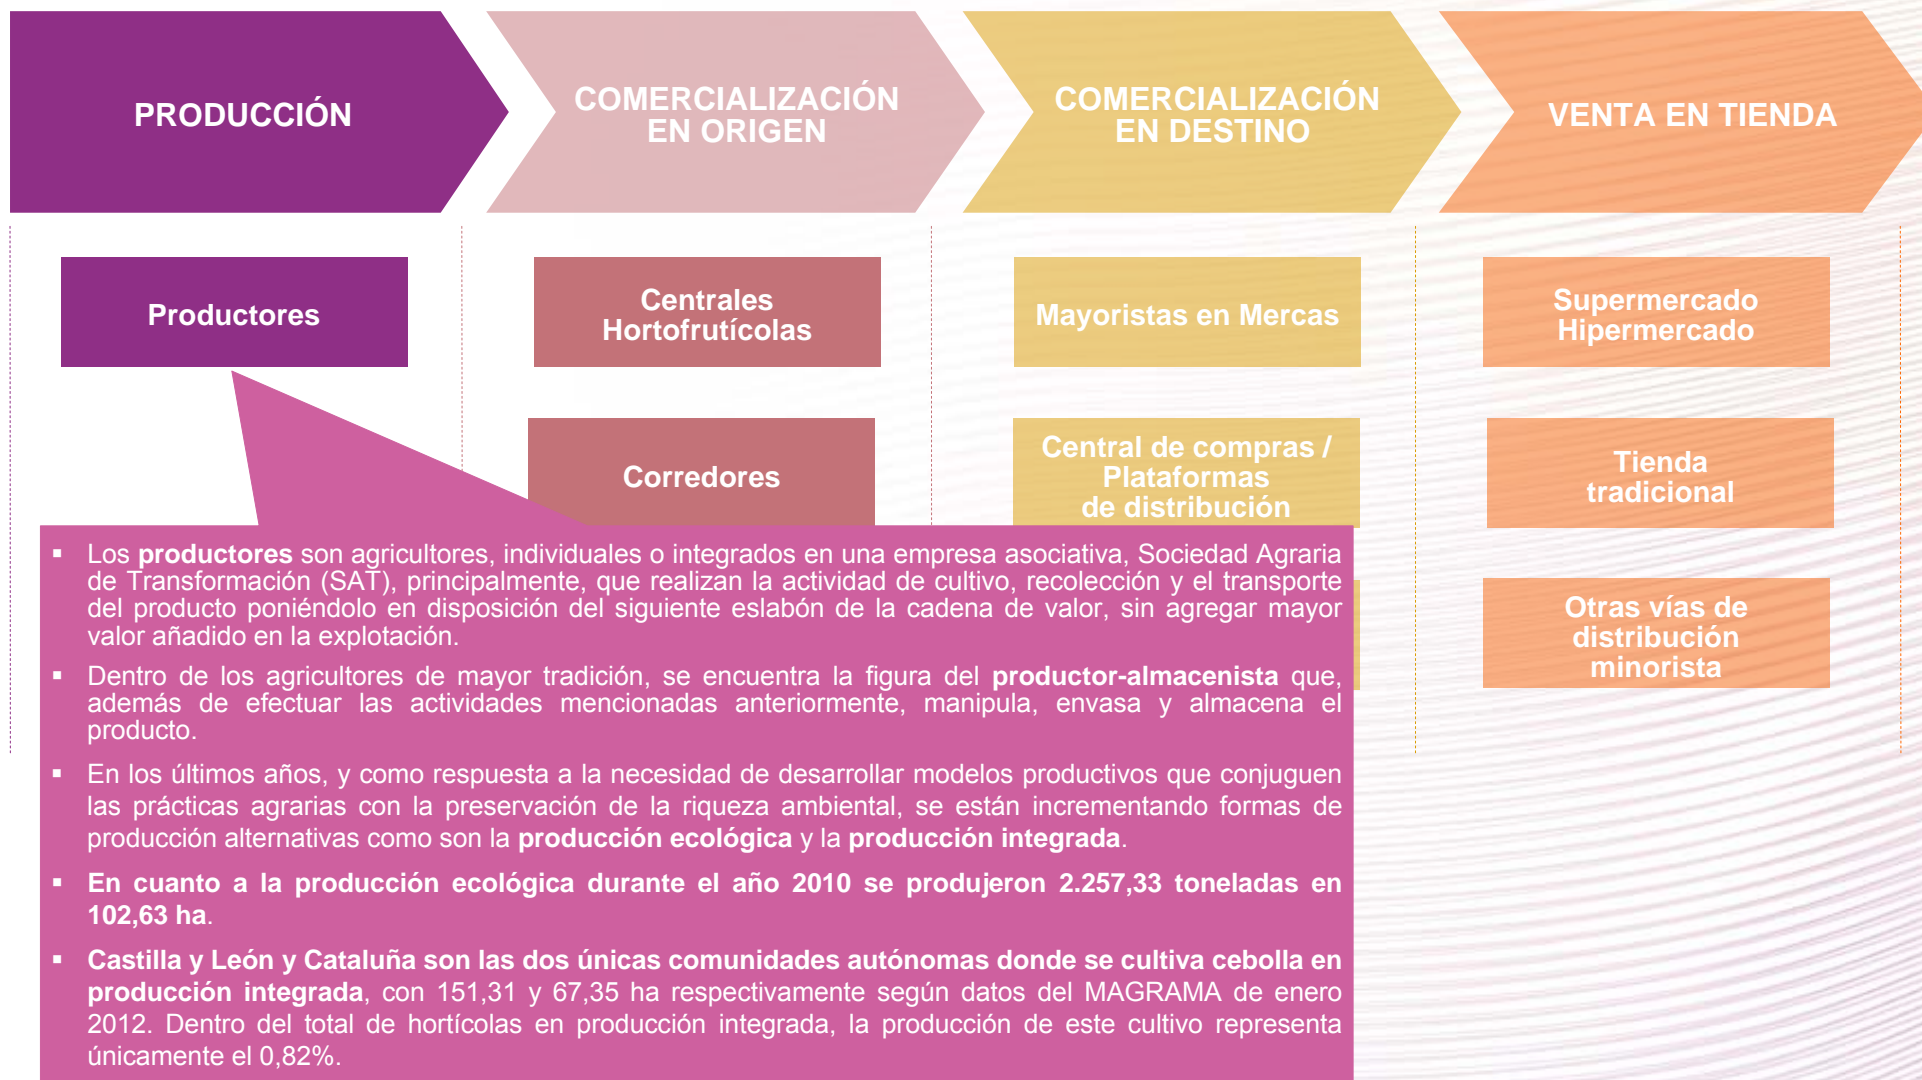 PRODUCCIÓN
COMERCIALIZACIÓN
EN ORIGEN
COMERCIALIZACIÓN
EN DESTINO
VENTA EN TIENDA
Productores
Centrales
Hortofrutícolas
Mayoristas en Mercas
Supermercado
Hipermercado
Corredores
Central de compras /
Plataformas
de distribución
Tienda
tradicional
Otras vías de
distribución
minorista
▪ Los productores son agricultores, individuales o integrados en una empresa asociativa, Sociedad Agraria
de Transformación (SAT), principalmente, que realizan la actividad de cultivo, recolección y el transporte
del producto poniéndolo en disposición del siguiente eslabón de la cadena de valor, sin agregar mayor
valor añadido en la explotación.
▪ Dentro de los agricultores de mayor tradición, se encuentra la figura del productor-almacenista que,
además de efectuar las actividades mencionadas anteriormente, manipula, envasa y almacena el
producto.
▪ En los últimos años, y como respuesta a la necesidad de desarrollar modelos productivos que conjuguen
las prácticas agrarias con la preservación de la riqueza ambiental, se están incrementando formas de
producción alternativas como son la producción ecológica y la producción integrada.
▪ En cuanto a la producción ecológica durante el año 2010 se produjeron 2.257,33 toneladas en
102,63 ha.
▪ Castilla y León y Cataluña son las dos únicas comunidades autónomas donde se cultiva cebolla en
producción integrada, con 151,31 y 67,35 ha respectivamente según datos del MAGRAMA de enero
2012. Dentro del total de hortícolas en producción integrada, la producción de este cultivo representa
únicamente el 0,82%.